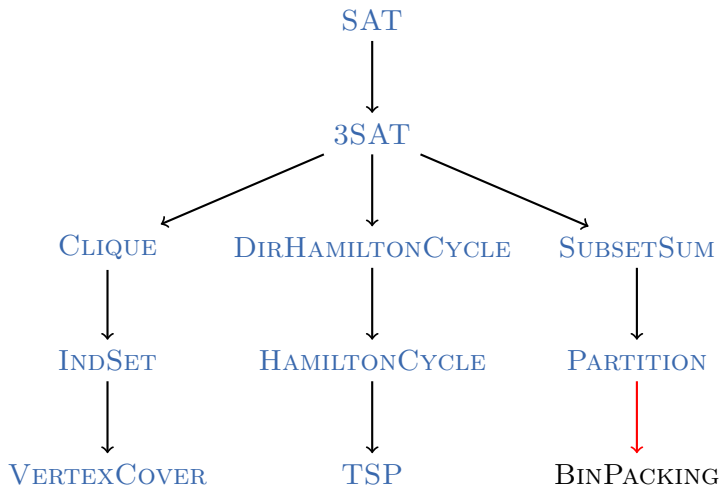 SAT
3SAT
CLIQUE DIRHAMILTONCYCLE SUBSETSUM
INDSET HAMILTONCYCLE PARTITION
VERTEXCOVER TSP BINPACKING